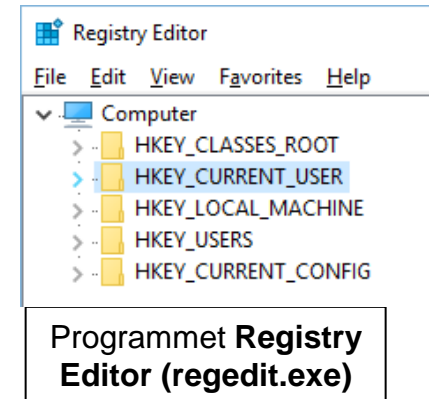 Registry Editor
File Edit View Favorites Help
Computer
HKEY_CLASSES_ROOT
HKEY_CURRENT_USER
HKEY_LOCAL_MACHINE
HKEY_USERS
HKEY_CURRENT_CONFIG
Programmet Registry
Editor (regedit.exe)